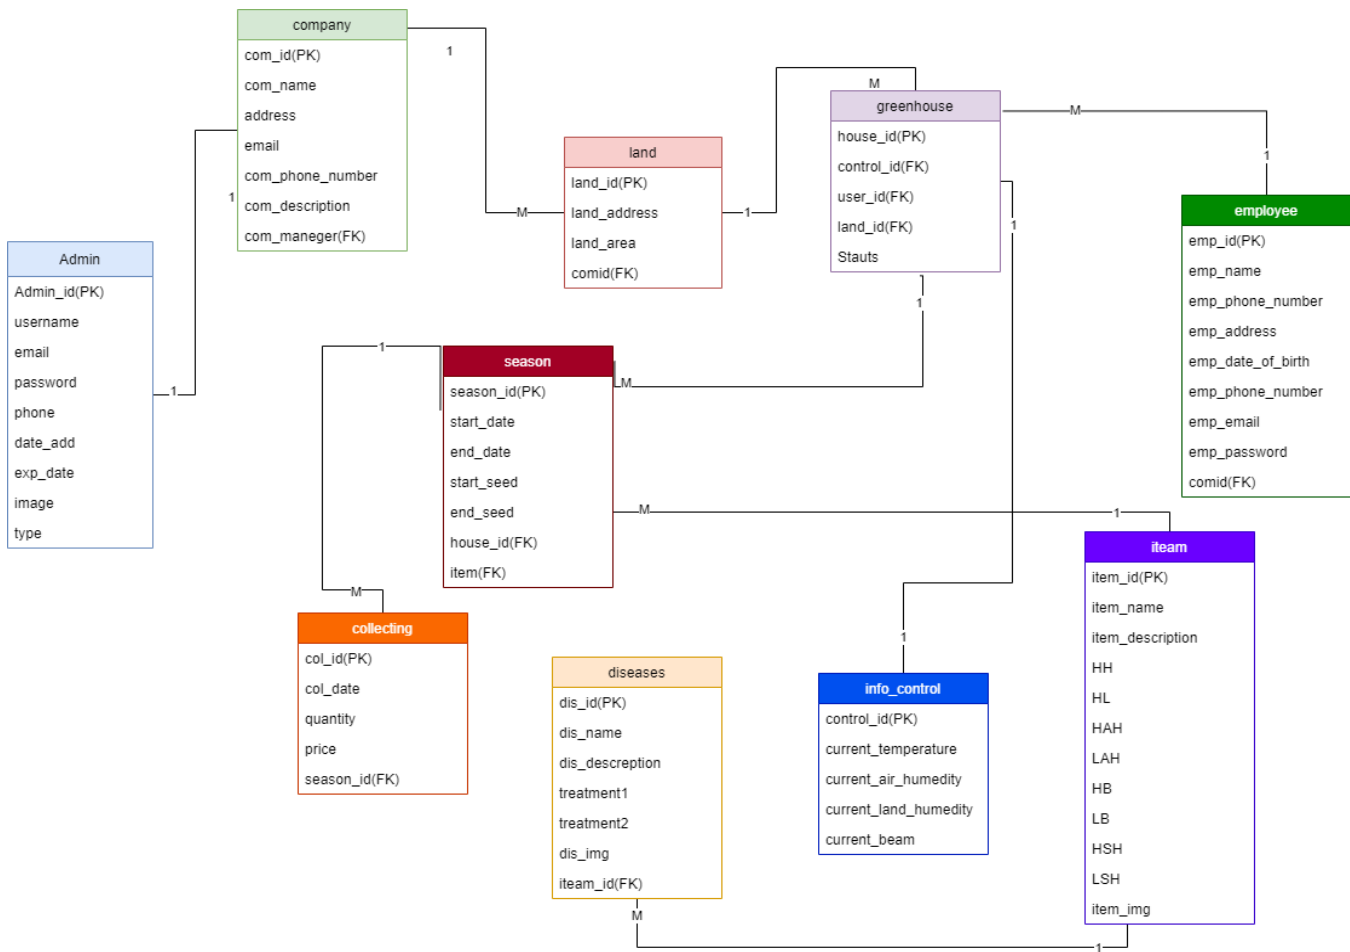 company
com_id(PK)
com_name
address
email
com_phone_number
com_description
com_maneger(FK)
1
1
Admin
Admin_id(PK)
username
email
password
phone
date_add
exp_date
image
type
1
land
land_id(PK)
land_address
land_area
comid(FK)
M
1
M
greenhouse
house_id(PK)
control_id(FK)
user_id(FK)
land_id(FK)
Stauts
M
1
1
1
employee
emp_id(PK)
emp_name
emp_phone_number
emp_address
emp_date_of_birth
emp_phone_number
emp_email
emp_password
comid(FK)
1
season
season_id(PK)
start_date
end_date
start_seed
end_seed
house_id(FK)
item(FK)
M
M
1
iteam
item_id(PK)
item_name
item_description
HH
HL
HAH
LAH
HB
LB
HSH
LSH
item_img
M
collecting
col_id(PK)
col_date
quantity
price
season_id(FK)
diseases
dis_id(PK)
dis_name
dis_descreption
treatment1
treatment2
dis_img
iteam_id(FK)
1
info_control
control_id(PK)
current_temperature
current_air_humedity
current_land_humedity
current_beam
M
1